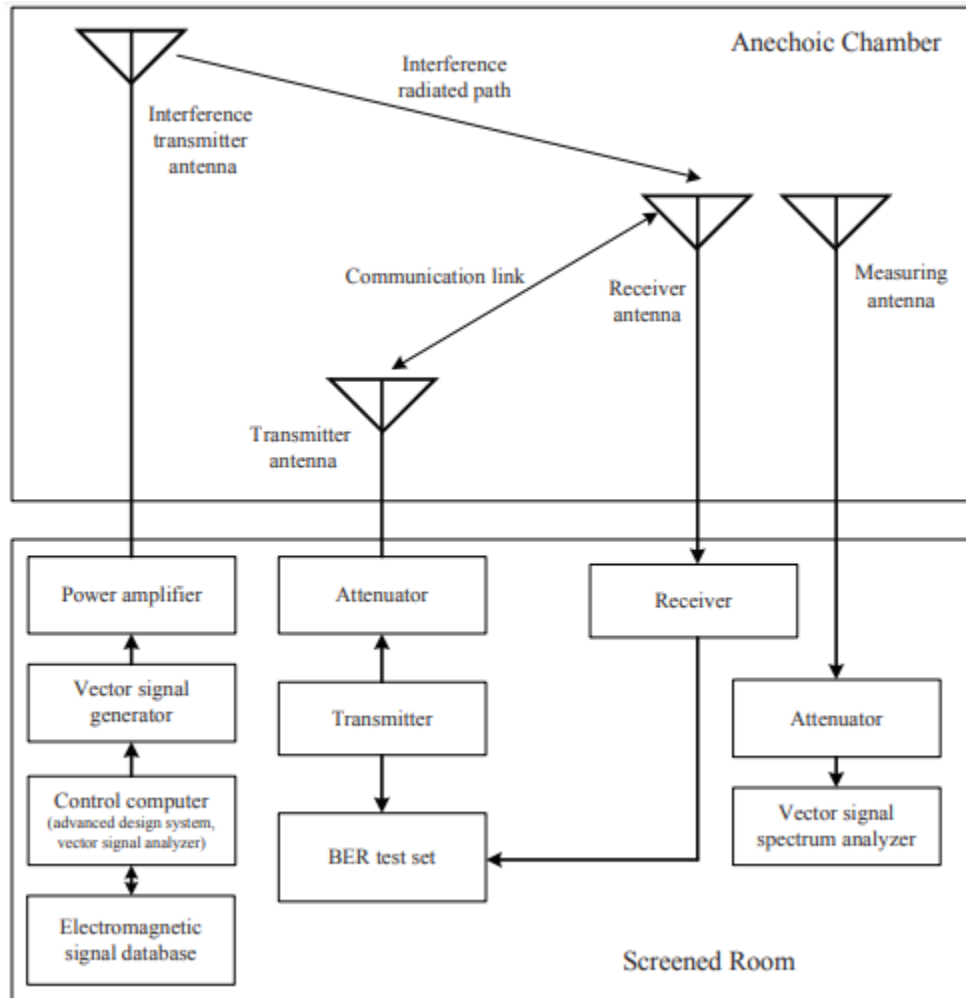 Anechoic Chamber
Interference
radiated path
Interference
transmitter
antenna
Communication link
Receiver
antenna
Measuring
antenna
Transmitter
antenna
Power amplifier
Attenuator
Receiver
Vector signal
generator
Transmitter
Attenuator
Control computer
(advanced design system,
vector signal analyzer)
BER test set
Vector signal
spectrum analyzer
Electromagnetic
signal database
Screened Room